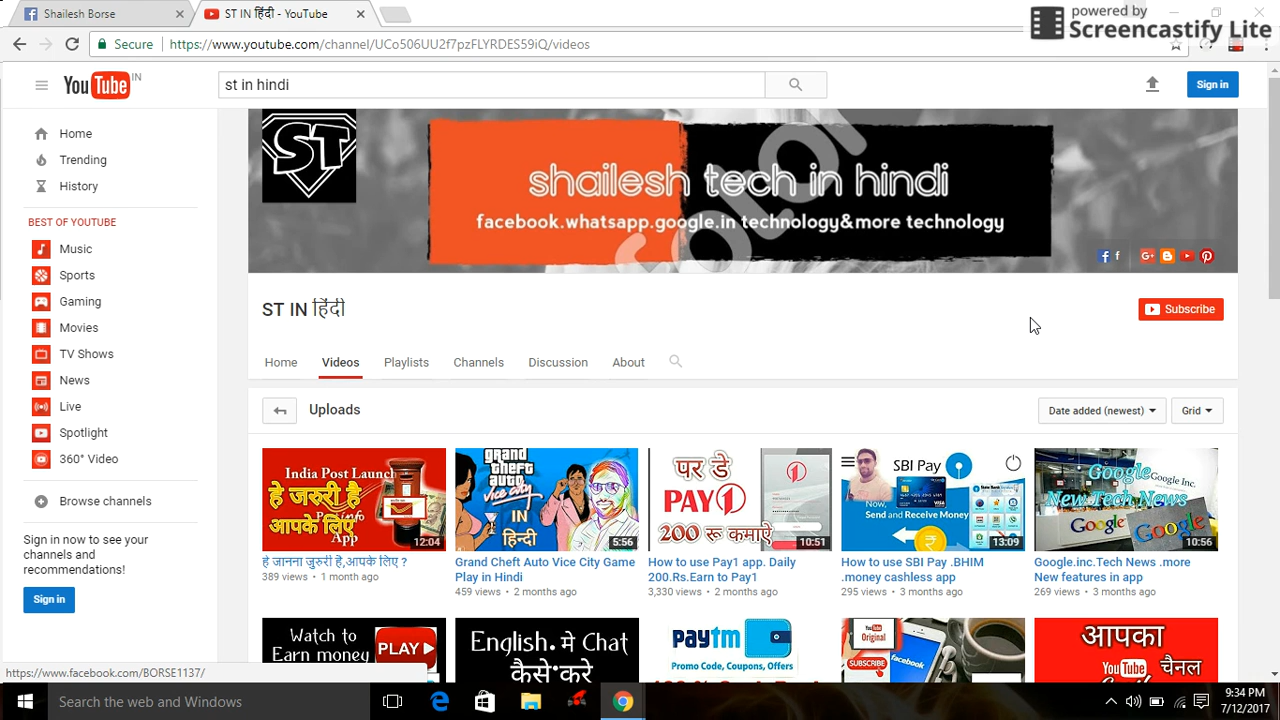 Shailesh Borse
ST IN हिंदी - YouTube
powered by
Screencastify Lite
Secure
https://www.youtube.com/channel/UCo506UU2f7pzFLYRDES59iQ/videos
YouTube IN
st in hindi
Sign in
Home
Trending
History
BEST OF YOUTUBE
Music
Sports
Gaming
Movies
TV Shows
News
Live
Spotlight
360° Video
Browse channels
Sign in now to see your
channels and
recommendations!
Sign in
ST
shailesh tech in hindi
facebook.whatsapp.google.in technology&more technology
ST IN हिंदी
Subscribe
Home
Videos
Playlists
Channels
Discussion
About
Uploads
Date added (newest)
Grid
India Post Launch
हे जरुरी है
आपके लिए
App
12:04
हे जानना जुरुरी है,आपके लिए ?
389 views • 1 month ago
grand
theft
auto
vice city
IN
हिन्दी
5:56
Grand Cheft Auto Vice City Game
Play in Hindi
459 views • 2 months ago
पर डे
PAY1
200 रू कमाऐ
10:51
How to use Pay1 app. Daily
200.Rs.Earn to Pay1
3,330 views • 2 months ago
SBI Pay
Now,
Send and Receive Money
13:09
How to use SBI Pay .BHIM
.money cashless app
295 views • 3 months ago
Google Inc.
New Tech News
Google
Google
10:56
Google.inc.Tech News .more
New features in app
269 views • 3 months ago
Watch to
Earn money
PLAY
English. मे Chat
कैसे करे
paytm
Promo Code, Coupons, Offers
YouTube
Original
SUBSCRIBE
facebook
आपका
YouTube चैनल
https://www.facebook.com/BORSE1137/
Search the web and Windows
9:34 PM
7/12/2017